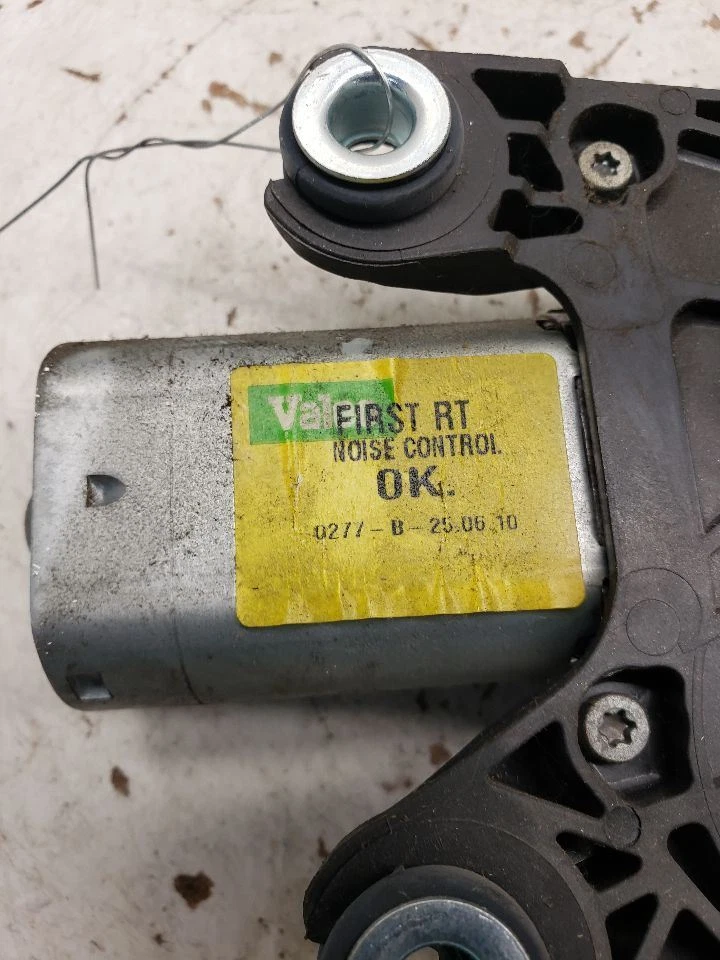 Valeo
FIRST RT
NOISE CONTROL
OK.
0277-B-25.06.10